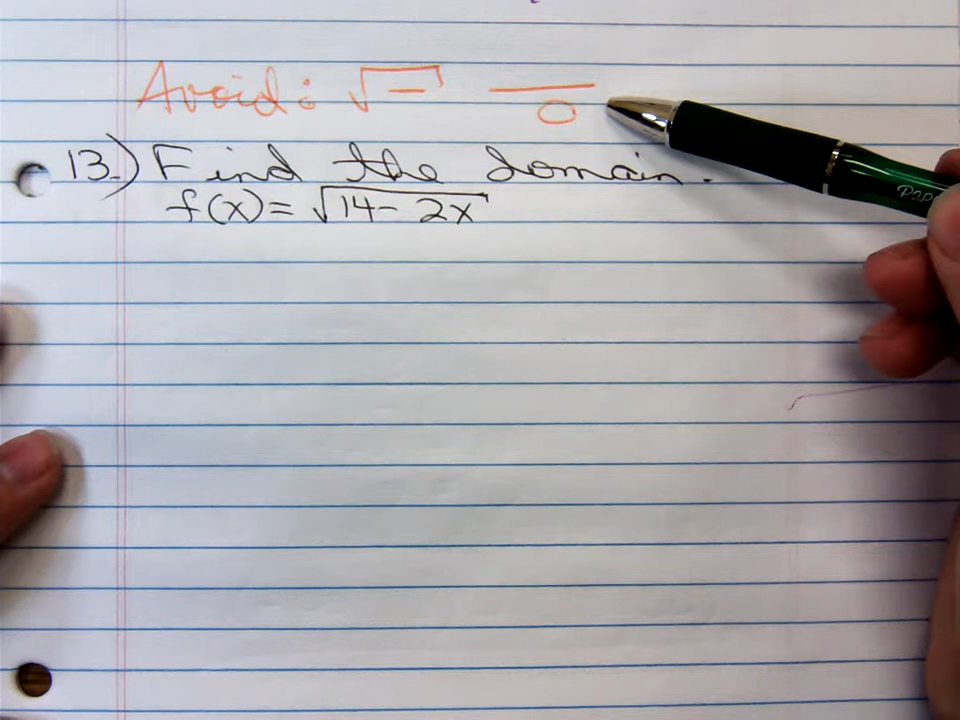 Avoid: √− —/0
13.) Find the domain.
f(x) = √14 - 2x